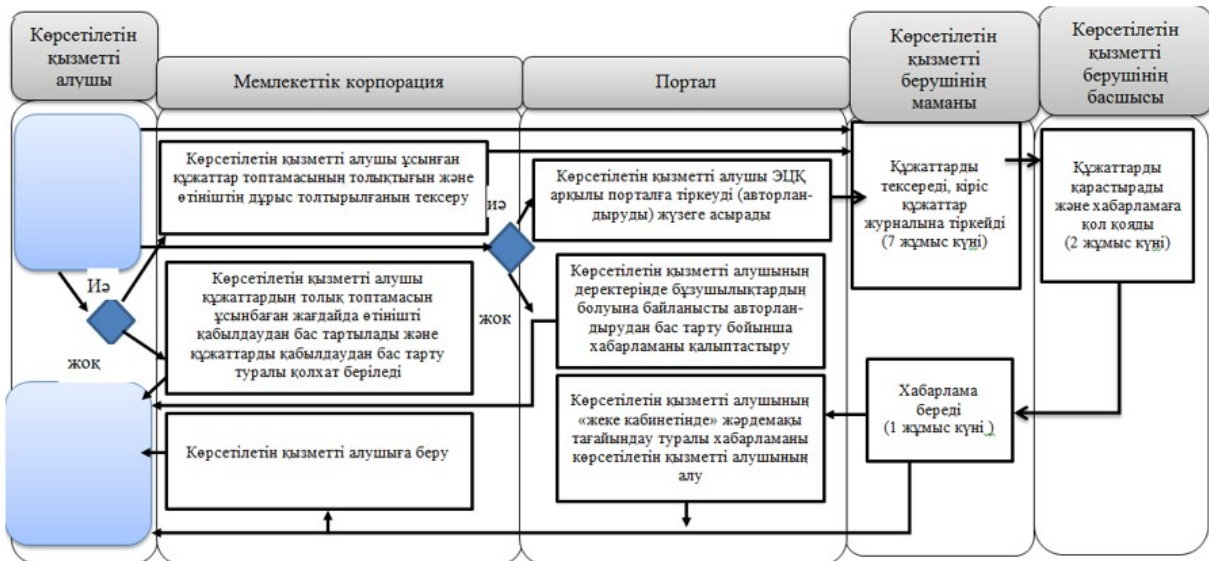 Көрсетілетін
қызметті
алушы
Мемлекеттік корпорация
Портал
Көрсетілетін
қызметті
берушінің
маманы
Көрсетілетін
қызметті
берушінің
басшысы
Көрсетілетін қызметті алушы ұсынған
құжаттар топтамасының толықтығын және
өтініштің дұрыс толтырылғанын тексеру
иә
Көрсетілетін қызметті алушы ЭЦҚ
арқылы порталға тіркеуді (авторлан-
дыруды) жүзеге асырады
Құжаттарды
тексереді, кіріс
құжаттар
журналына тіркейді
(7 жұмыс күні)
Құжаттарды
қарастырады
және хабарламаға
қол қояды
(2 жұмыс күні)
Иә
жоқ
Көрсетілетін қызметті алушы
құжаттардың толық топтамасын
ұсынбаған жағдайда өтінішті
қабылдаудан бас тартылады және
құжаттарды қабылдаудан бас тарту
туралы қолхат беріледі
жок
Көрсетілетін қызметті алушының
деректерінде бұзушылықтардың
болуына байланысты авторлан-
дырудан бас тарту бойынша
хабарламаны қалыптастыру
Көрсетілетін қызметті алушыға беру
Көрсетілетін қызметті алушының
«жеке кабинетінде» жәрдемақы
тағайындау туралы хабарламаны
көрсетілетін қызметті алушының
алу
Хабарлама
береді
(1 жұмыс күні )